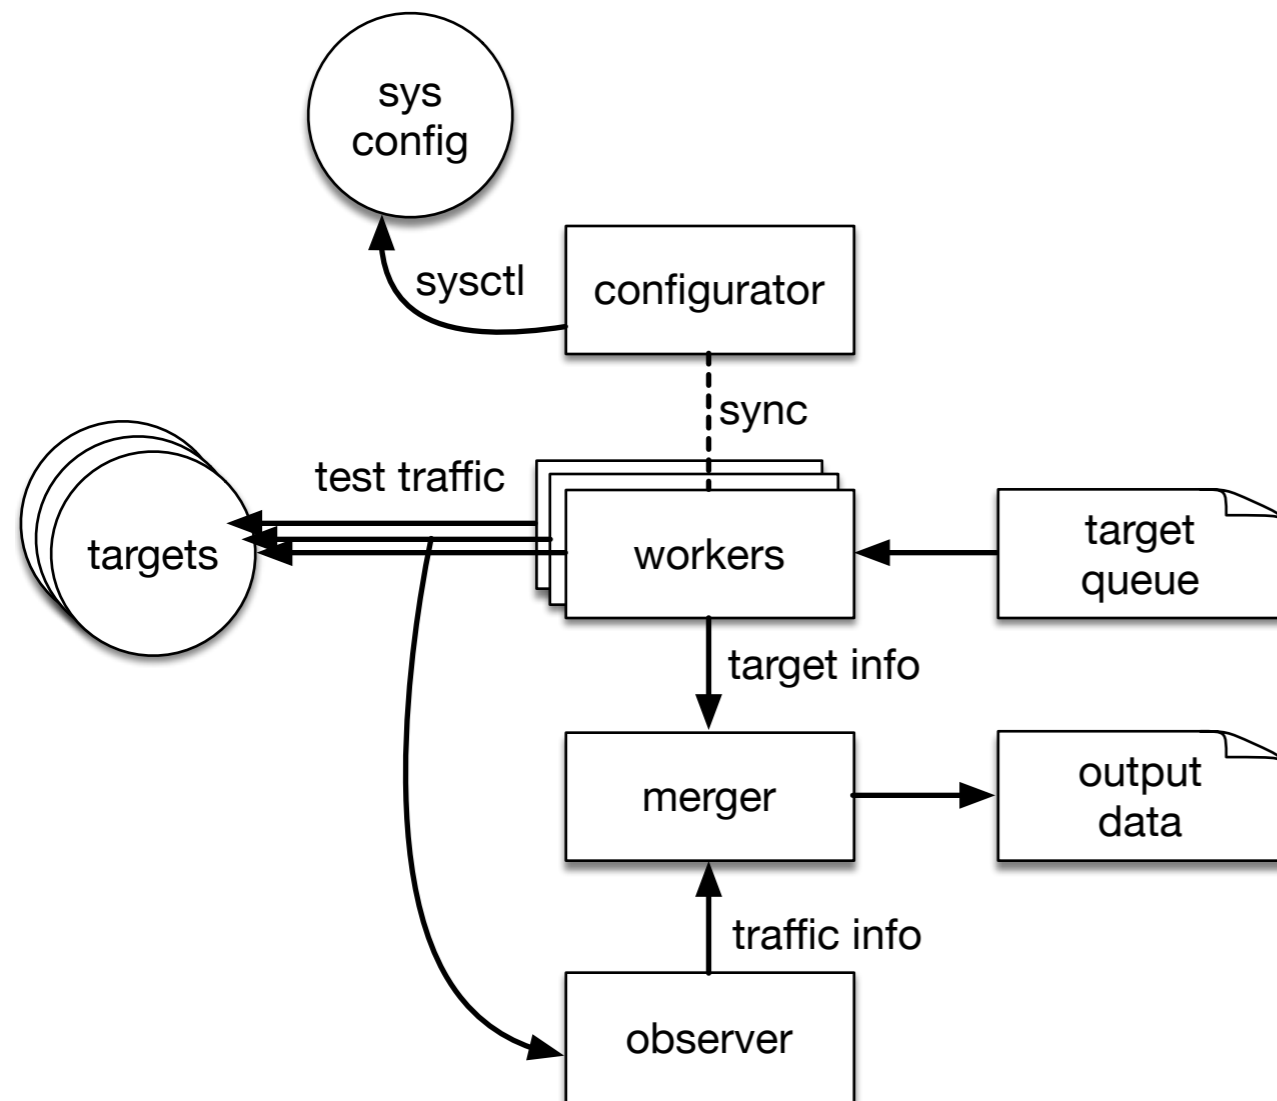 sys
config
sysctl
configurator
sync
test traffic
targets
workers
target
queue
target info
merger
output
data
traffic info
observer